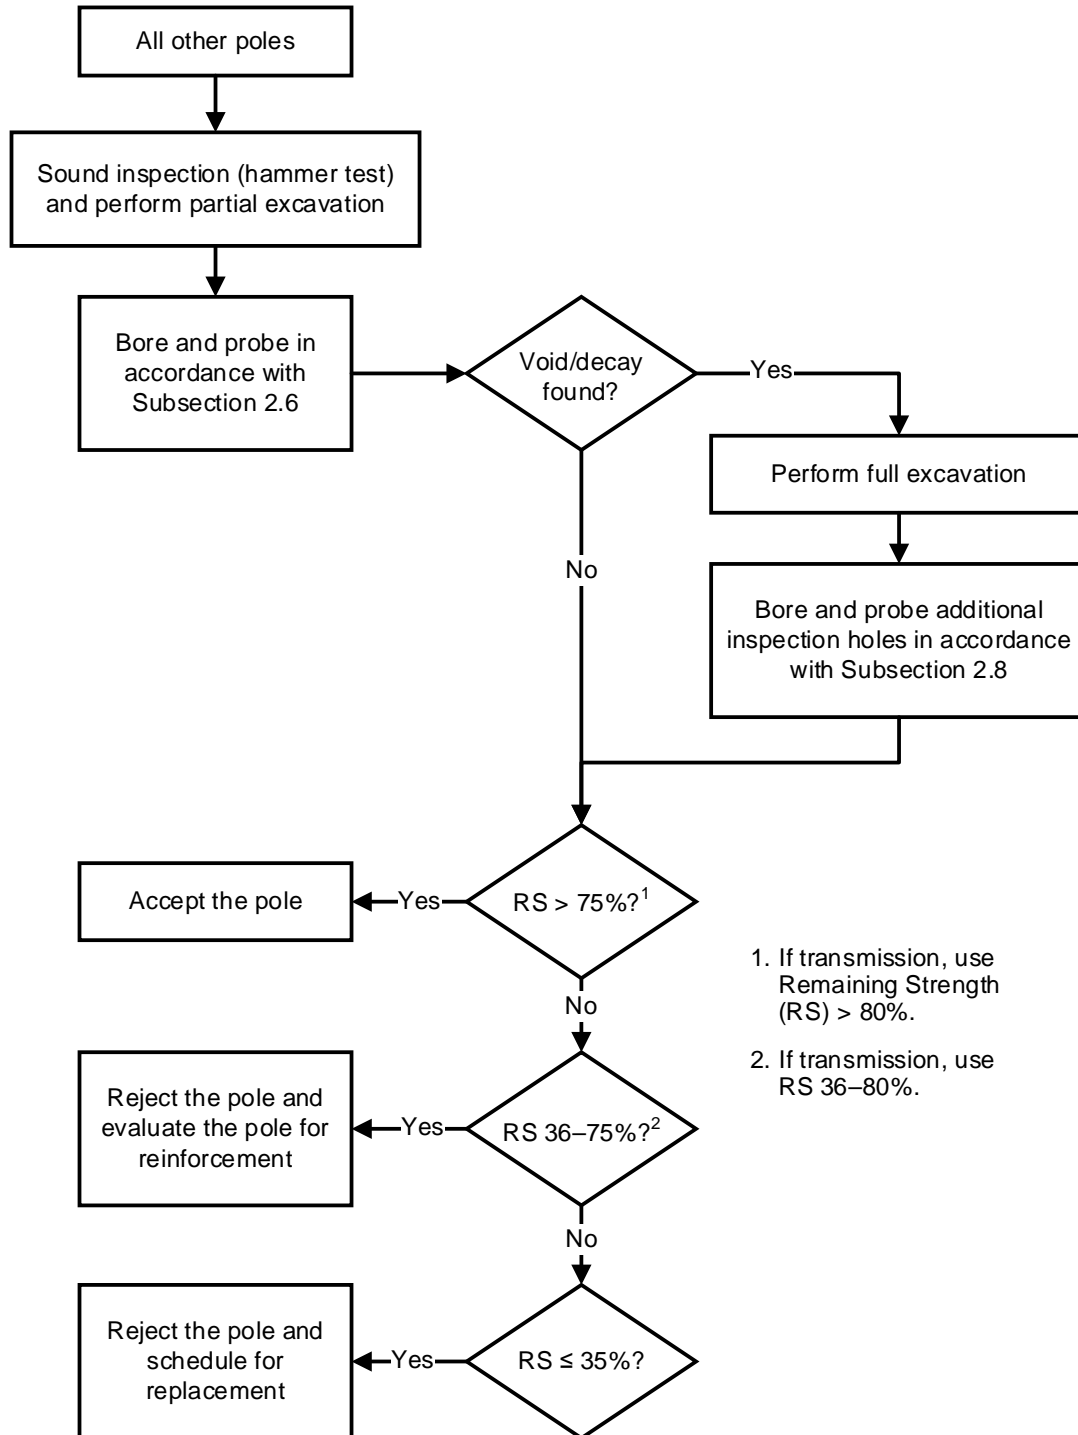 All other poles
Sound inspection (hammer test)
and perform partial excavation
Bore and probe in
accordance with
Subsection 2.6
Void/decay
found?
Yes
Perform full excavation
No
Bore and probe additional
inspection holes in accordance
with Subsection 2.8
Accept the pole
Yes
RS > 75%?¹
1. If transmission, use
Remaining Strength
(RS) > 80%.
No
2. If transmission, use
RS 36–80%.
Reject the pole and
evaluate the pole for
reinforcement
Yes
RS 36–75%?²
No
Reject the pole and
schedule for
replacement
Yes
RS ≤ 35%?